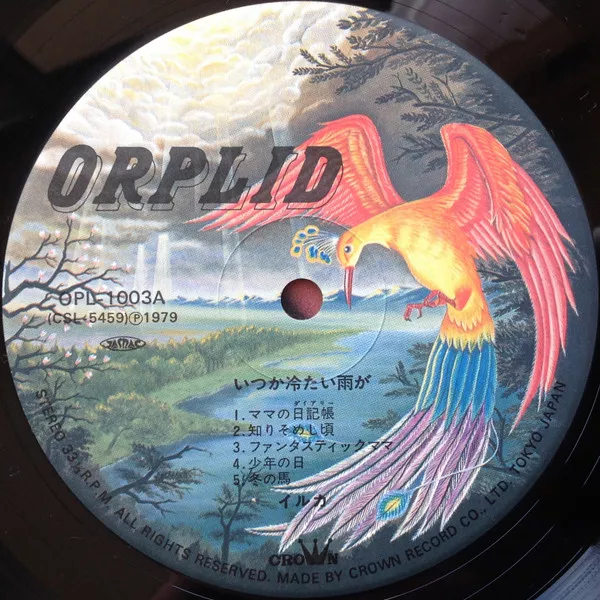 ORPLID
OPL-1003A
(CSL-5459)Ⓟ1979
JASRAC
いつか冷たい雨が
ダイアリー
1. ママの日記帳
2. 知りそめし頃
3. ファンタスティックママ
4. 少年の日
5. 冬の馬
イルカ
CROWN
STEREO 33⅓ R.P.M. ALL RIGHTS RESERVED. MADE BY CROWN RECORD CO., LTD. TOKYO JAPAN